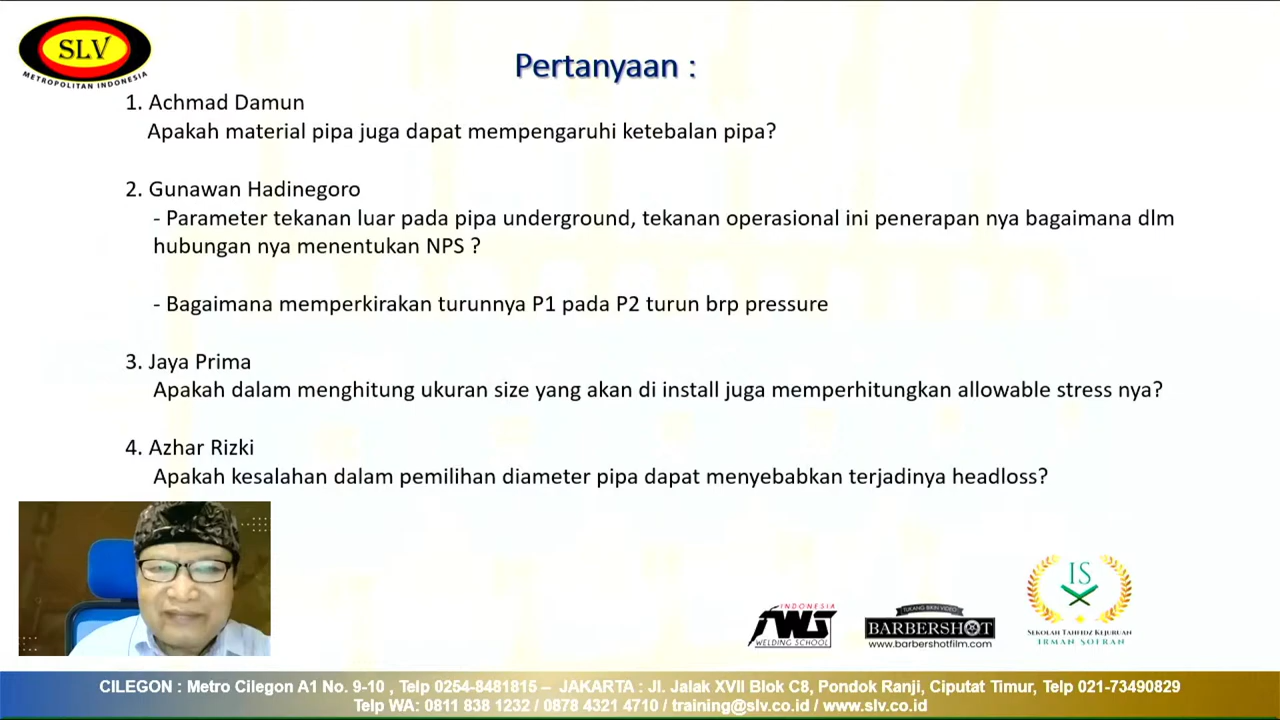 SLV
METROPOLITAN INDONESIA
Pertanyaan :
1. Achmad Damun
Apakah material pipa juga dapat mempengaruhi ketebalan pipa?
2. Gunawan Hadinegoro
- Parameter tekanan luar pada pipa underground, tekanan operasional ini penerapan nya bagaimana dlm
hubungan nya menentukan NPS ?
- Bagaimana memperkirakan turunnya P1 pada P2 turun brp pressure
3. Jaya Prima
Apakah dalam menghitung ukuran size yang akan di install juga memperhitungkan allowable stress nya?
4. Azhar Rizki
Apakah kesalahan dalam pemilihan diameter pipa dapat menyebabkan terjadinya headloss?
INDONESIA
IWS
WELDING SCHOOL
TUKANG BIKIN VIDEO
BARBERSHOT
www.barbershotfilm.com
IS
SEKOLAH TAHFIDZ KEJURUAN
IRMAN SOFRAN
CILEGON : Metro Cilegon A1 No. 9-10 , Telp 0254-8481815 – JAKARTA : Jl. Jalak XVII Blok C8, Pondok Ranji, Ciputat Timur, Telp 021-73490829
Telp WA: 0811 838 1232 / 0878 4321 4710 / training@slv.co.id / www.slv.co.id